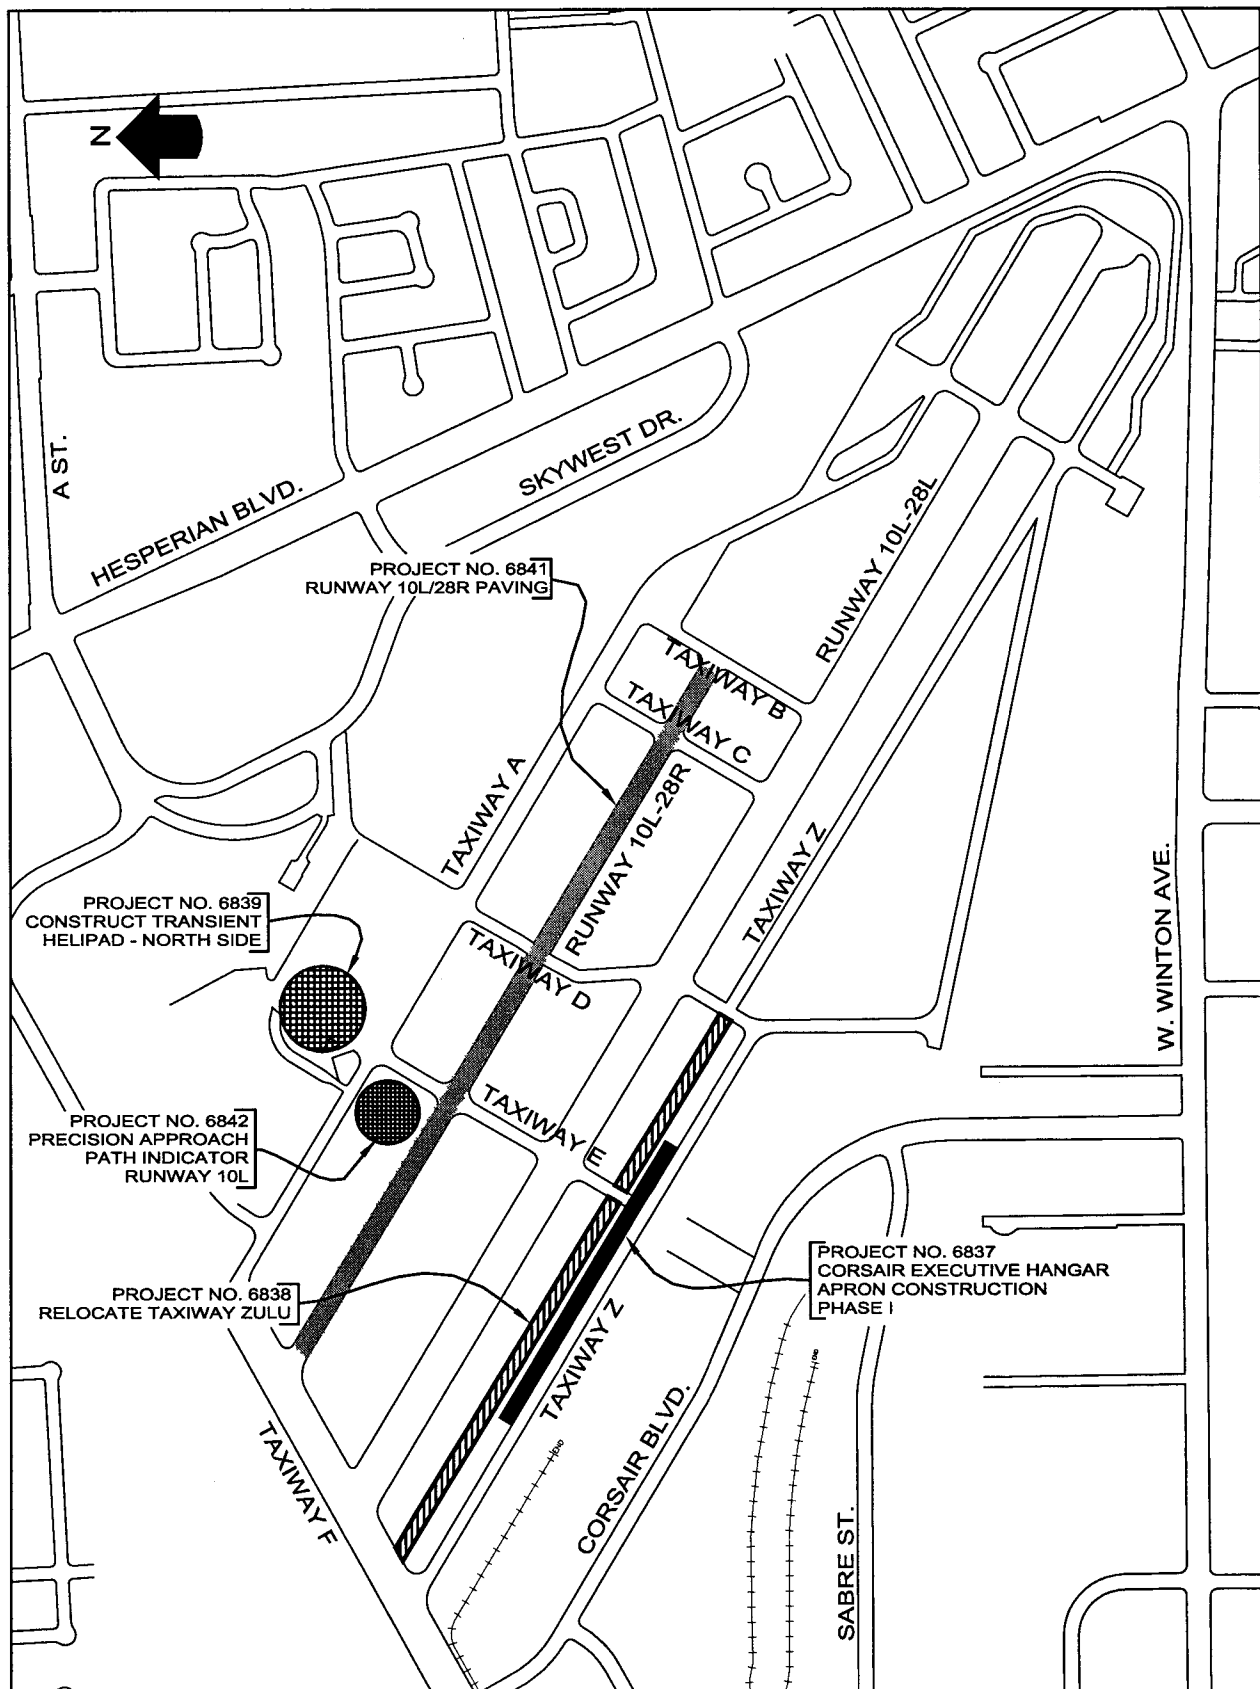 N
A ST.
HESPERIAN BLVD.
SKYWEST DR.
PROJECT NO. 6841
RUNWAY 10L/28R PAVING
RUNWAY 10L-28L
TAXIWAY B
TAXIWAY C
TAXIWAY A
RUNWAY 10L-28R
TAXIWAY Z
W. WINTON AVE.
PROJECT NO. 6839
CONSTRUCT TRANSIENT
HELIPAD - NORTH SIDE
TAXIWAY D
TAXIWAY E
PROJECT NO. 6842
PRECISION APPROACH
PATH INDICATOR
RUNWAY 10L
PROJECT NO. 6837
CORSAIR EXECUTIVE HANGAR
APRON CONSTRUCTION
PHASE I
PROJECT NO. 6838
RELOCATE TAXIWAY ZULU
TAXIWAY Z
TAXIWAY F
CORSAIR BLVD.
SABRE ST.